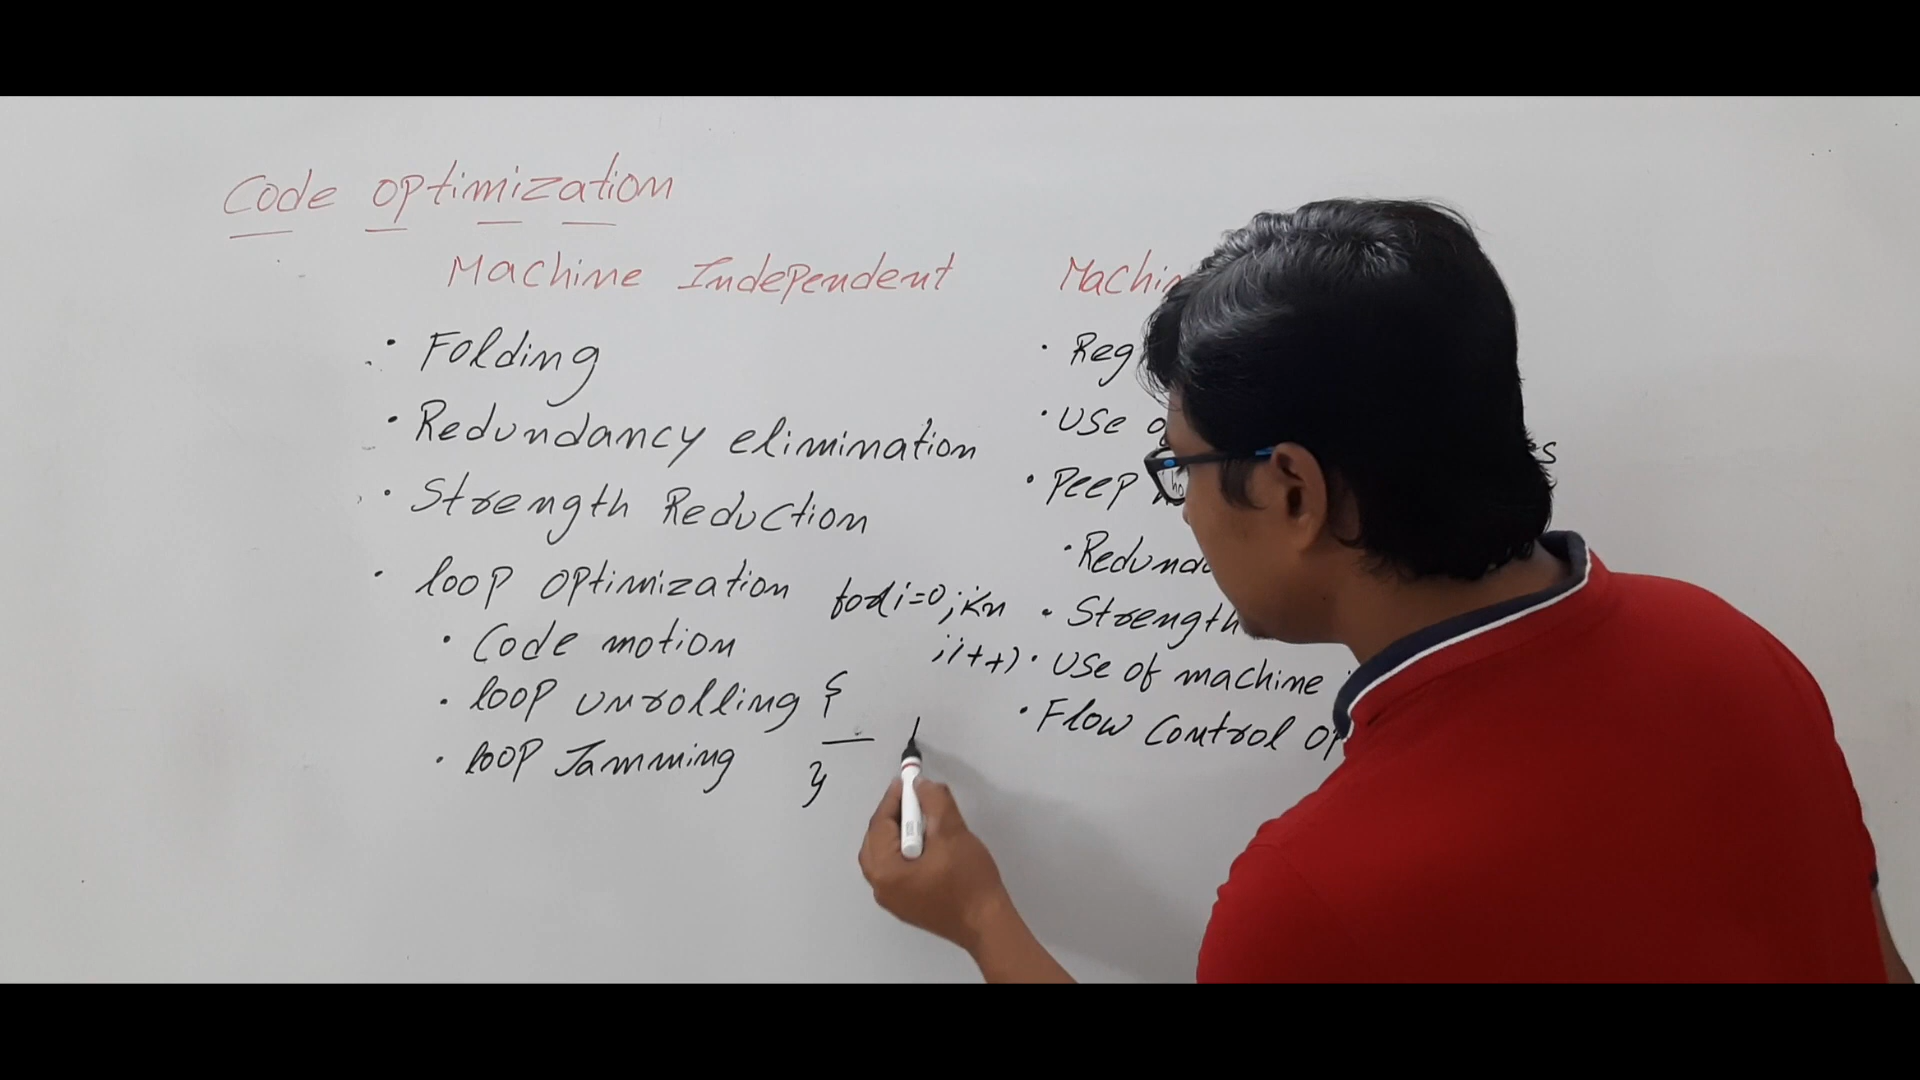 Code optimization
Machine Independent
• Folding
• Redundancy elimination
• Strength Reduction
• loop optimization
• Code motion
• loop unrolling
• loop Jamming
for(i=0;i<n
;i++)
{
}
• Reg
• Use
• Peep
• Redund
• Strength
• Use of machine
• Flow Control Op